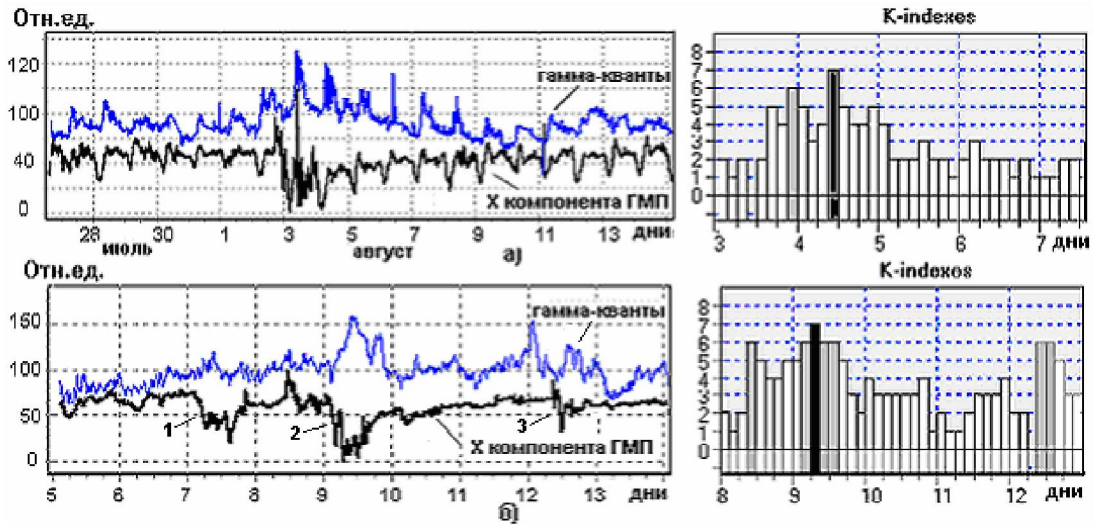 Отн.ед.
120
100
40
0
гамма-кванты
X компонента ГМП
28 30 1 3 5 7 9 11 13 дни
июль август а)
K-indexes
8
7
6
5
4
3
2
1
0
3 4 5 6 7 дни
Отн.ед.
150
100
50
0
гамма-кванты
1 2 3
X компонента ГМП
5 6 7 8 9 10 11 12 13 дни
б)
K-indexos
8
7
6
5
4
3
2
1
0
8 9 10 11 12 дни